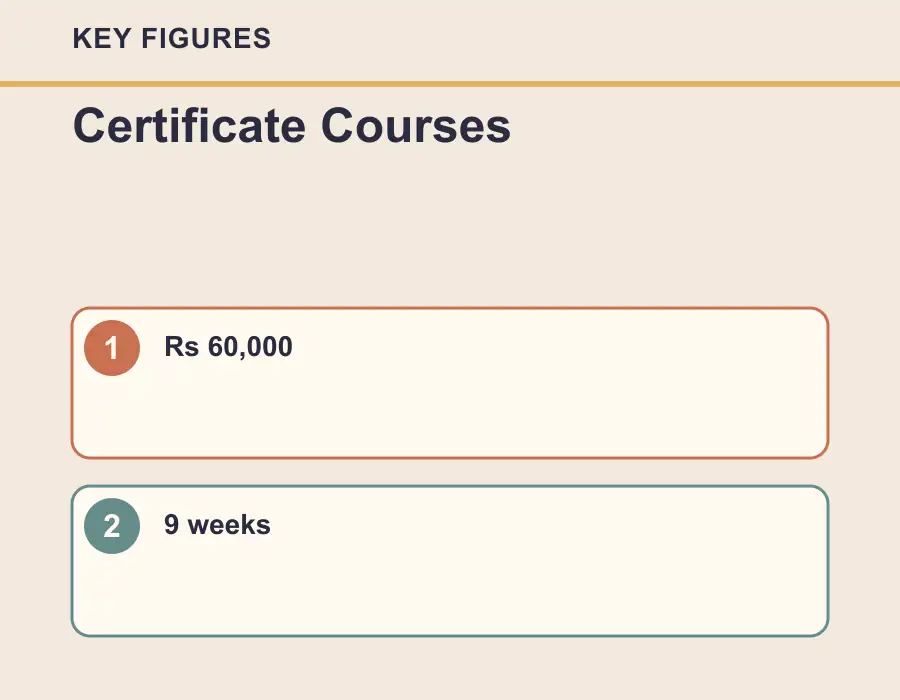 KEY FIGURES
Certificate Courses
1
Rs 60,000
2
9 weeks